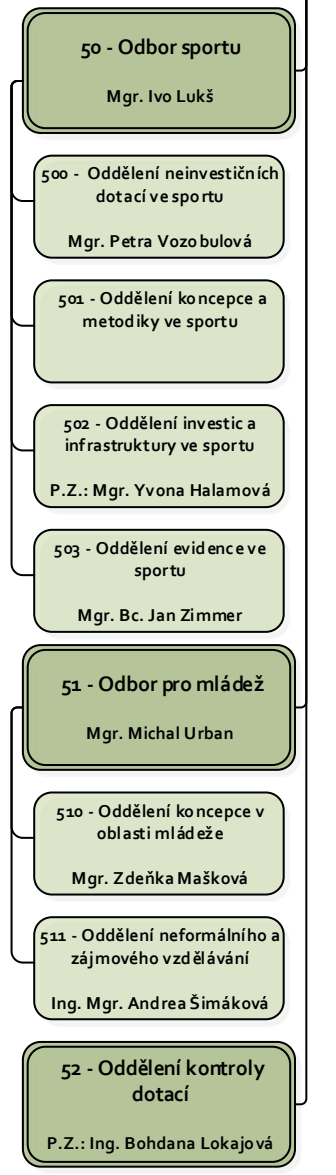 50 - Odbor sportu
Mgr. Ivo Lukš
500 - Oddělení neinvestičních
dotací ve sportu
Mgr. Petra Vozobulová
501 - Oddělení koncepce a
metodiky ve sportu
502 - Oddělení investic a
infrastruktury ve sportu
P.Z.: Mgr. Yvona Halamová
503 - Oddělení evidence ve
sportu
Mgr. Bc. Jan Zimmer
51 - Odbor pro mládež
Mgr. Michal Urban
510 - Oddělení koncepce v
oblasti mládeže
Mgr. Zdeňka Mašková
511 - Oddělení neformálního a
zájmového vzdělávání
Ing. Mgr. Andrea Šimáková
52 - Oddělení kontroly
dotací
P.Z.: Ing. Bohdana Lokajová